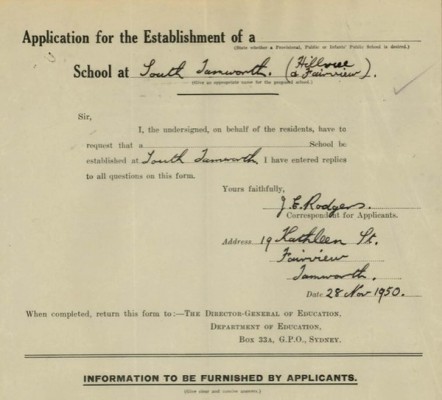 Application for the Establishment of a
(State whether a Provisional, Public or Infants' Public School is desired.)
School at South Tamworth. (Hillvue & Fairview).
(Give an appropriate name for the proposed school.)
Sir,
I, the undersigned, on behalf of the residents, have to
request that a School be
established at South Tamworth. I have entered replies
to all questions on this form.
Yours faithfully,
J. E. Rodgers.
Correspondent for Applicants.
Address 19 Kathleen St.
Fairview
Tamworth.
Date 28 Nov 1950.
When completed, return this form to:—The Director-General of Education,
Department of Education,
Box 33A, G.P.O., Sydney.
INFORMATION TO BE FURNISHED BY APPLICANTS.
(Give clear and concise answers.)